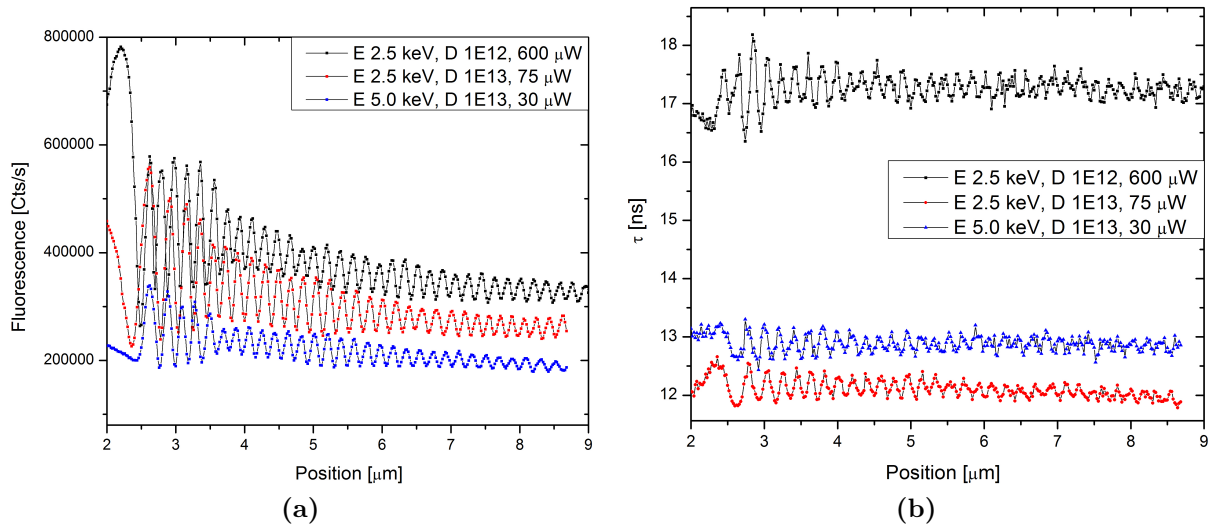 800000
600000
400000
200000
Fluorescence [Cts/s]
E 2.5 keV, D 1E12, 600 μW
E 2.5 keV, D 1E13, 75 μW
E 5.0 keV, D 1E13, 30 μW
2 3 4 5 6 7 8 9
Position [μm]
(a)
18
17
16
15
14
13
12
τ [ns]
E 2.5 keV, D 1E12, 600 μW
E 2.5 keV, D 1E13, 75 μW
E 5.0 keV, D 1E13, 30 μW
2 3 4 5 6 7 8 9
Position [μm]
(b)